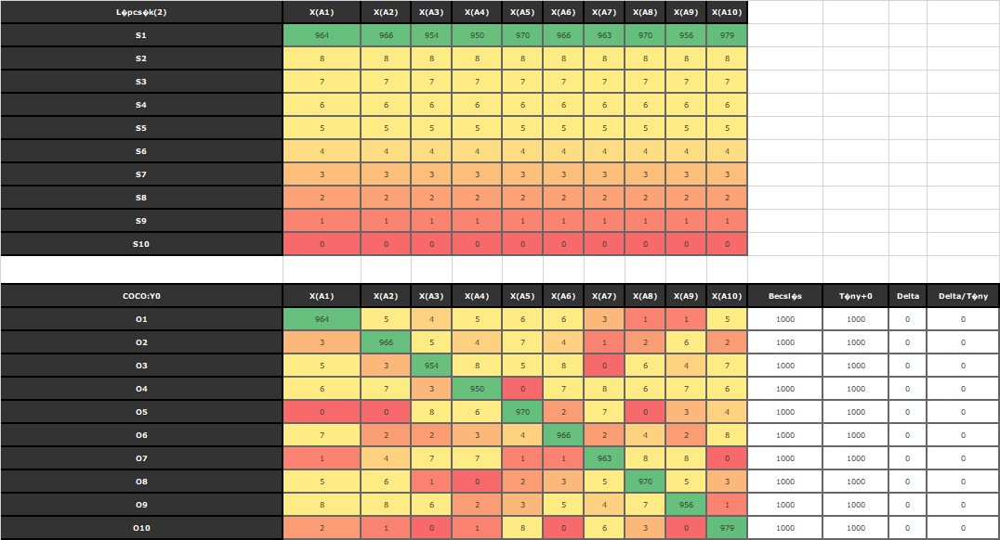 L�pcs�k(2) X(A1) X(A2) X(A3) X(A4) X(A5) X(A6) X(A7) X(A8) X(A9) X(A10)
S1 964 966 954 950 970 966 963 970 956 979
S2 8 8 8 8 8 8 8 8 8 8
S3 7 7 7 7 7 7 7 7 7 7
S4 6 6 6 6 6 6 6 6 6 6
S5 5 5 5 5 5 5 5 5 5 5
S6 4 4 4 4 4 4 4 4 4 4
S7 3 3 3 3 3 3 3 3 3 3
S8 2 2 2 2 2 2 2 2 2 2
S9 1 1 1 1 1 1 1 1 1 1
S10 0 0 0 0 0 0 0 0 0 0
COCO:Y0 X(A1) X(A2) X(A3) X(A4) X(A5) X(A6) X(A7) X(A8) X(A9) X(A10) Becsl�s T�ny+0 Delta Delta/T�ny
O1 964 5 4 5 6 6 3 1 1 5 1000 1000 0 0
O2 3 966 5 4 7 4 1 2 6 2 1000 1000 0 0
O3 5 3 954 8 5 8 0 6 4 7 1000 1000 0 0
O4 6 7 3 950 0 7 8 6 7 6 1000 1000 0 0
O5 0 0 8 6 970 2 7 0 3 4 1000 1000 0 0
O6 7 2 2 3 4 966 2 4 2 8 1000 1000 0 0
O7 1 4 7 7 1 1 963 8 8 0 1000 1000 0 0
O8 5 6 1 0 2 3 5 970 5 3 1000 1000 0 0
O9 8 8 6 2 3 5 4 7 956 1 1000 1000 0 0
O10 2 1 0 1 8 0 6 3 0 979 1000 1000 0 0